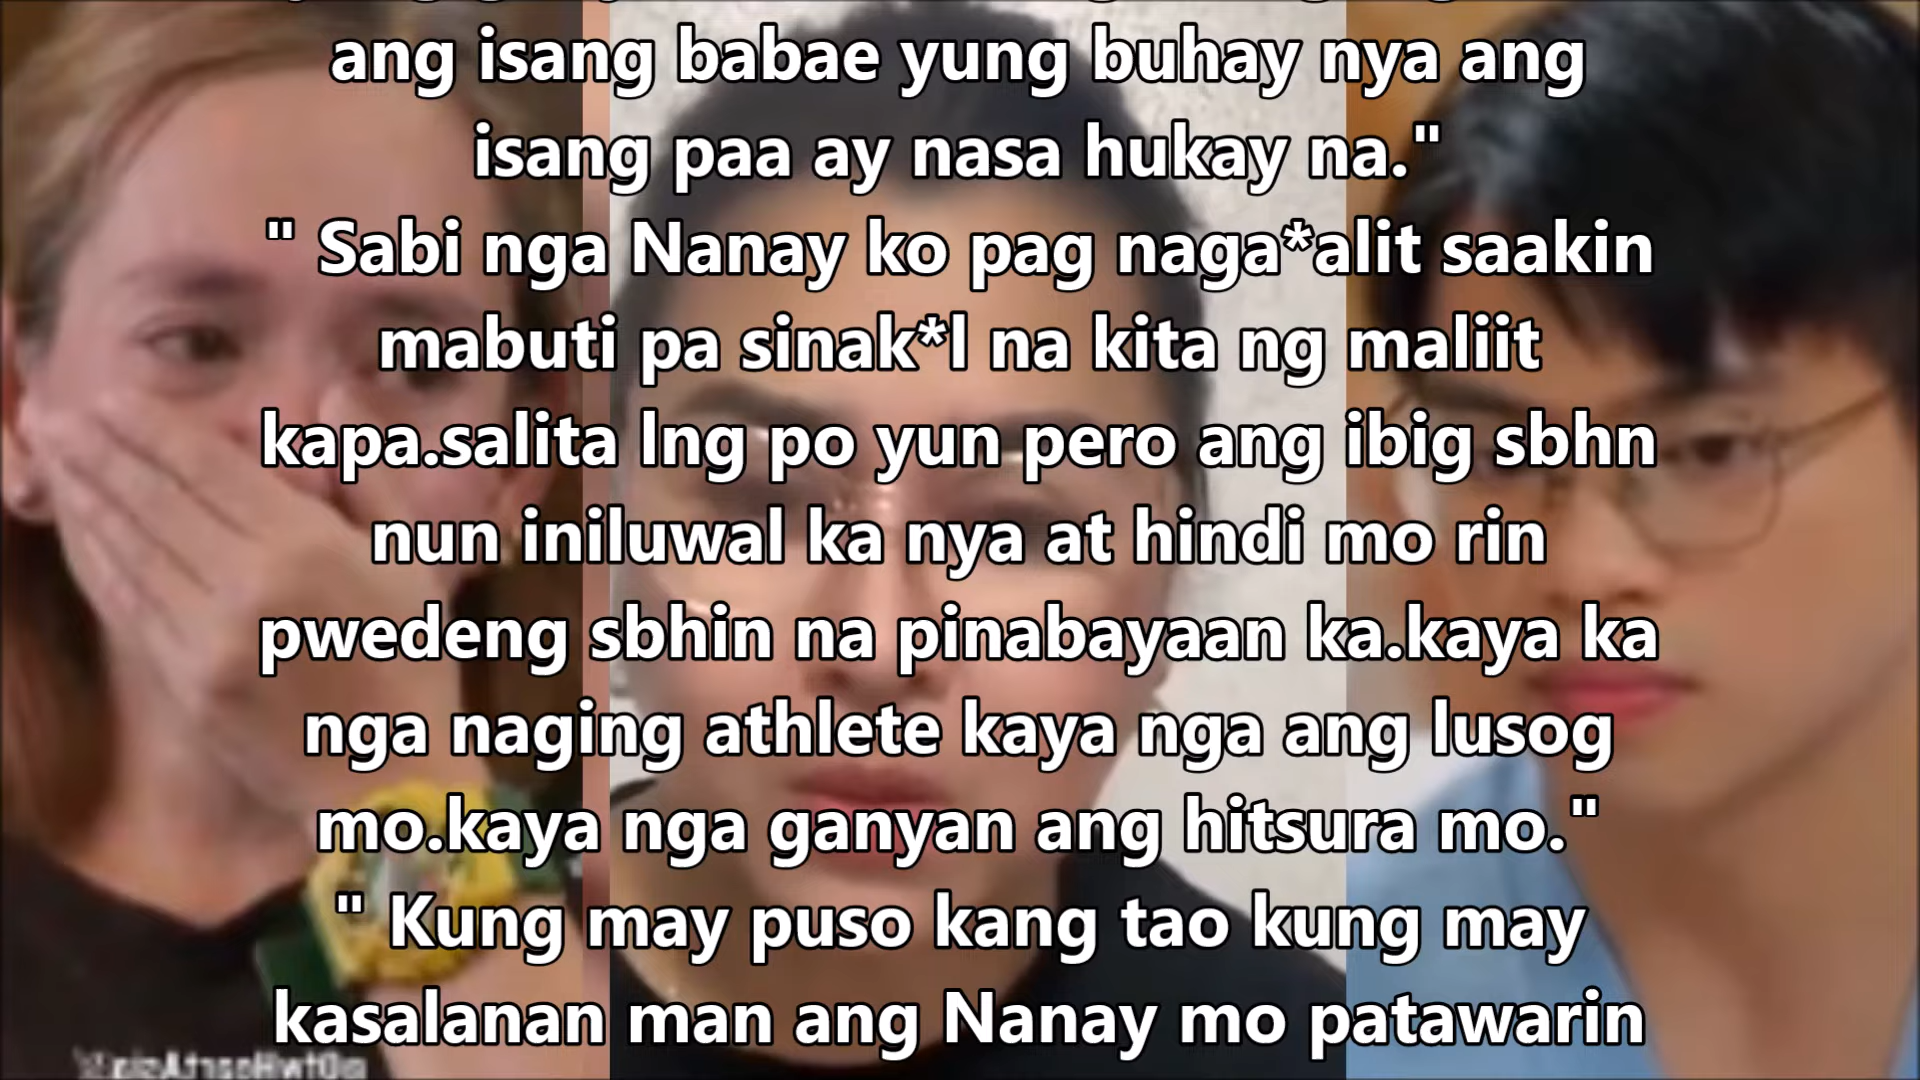 ang isang babae yung buhay nya ang
isang paa ay nasa hukay na."
" Sabi nga Nanay ko pag naga*alit saakin
mabuti pa sinak*l na kita ng maliit
kapa.salita lng po yun pero ang ibig sbhn
nun iniluwal ka nya at hindi mo rin
pwedeng sbhin na pinabayaan ka.kaya ka
nga naging athlete kaya nga ang lusog
mo.kaya nga ganyan ang hitsura mo."
" Kung may puso kang tao kung may
kasalanan man ang Nanay mo patawarin